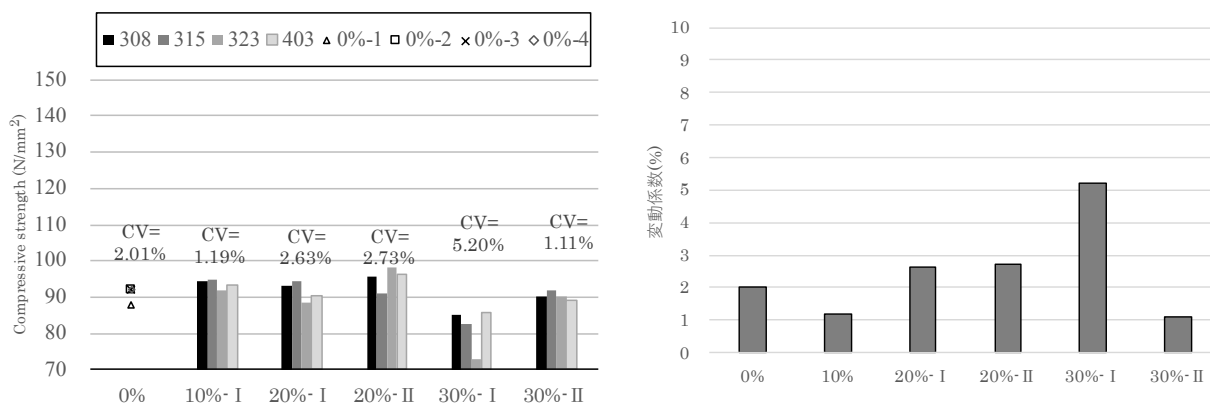 308 315 323 403 0%-1 0%-2 0%-3 0%-4
Compressive strength (N/mm²)
150
140
130
120
110
100
90
80
70
CV=
2.01%
CV=
1.19%
CV=
2.63%
CV=
2.73%
CV=
5.20%
CV=
1.11%
0% 10%-Ⅰ 20%-Ⅰ 20%-Ⅱ 30%-Ⅰ 30%-Ⅱ
変動係数(%)
10
9
8
7
6
5
4
3
2
1
0
0% 10% 20%-Ⅰ 20%-Ⅱ 30%-Ⅰ 30%-Ⅱ